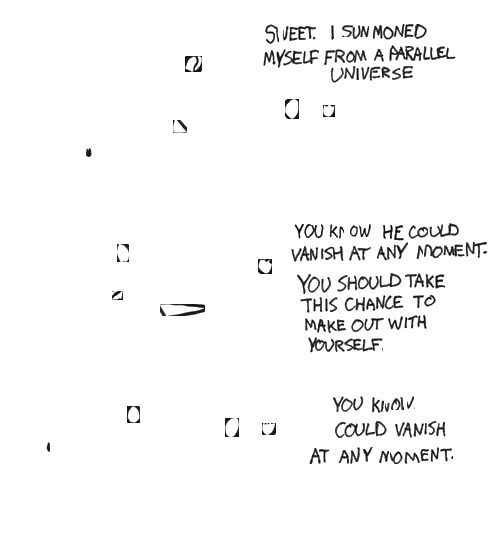 SWEET. I SUMMONED
MYSELF FROM A PARALLEL
UNIVERSE
YOU KNOW HE COULD
VANISH AT ANY MOMENT.
YOU SHOULD TAKE
THIS CHANCE TO
MAKE OUT WITH
YOURSELF.
YOU KNOW
COULD VANISH
AT ANY MOMENT.